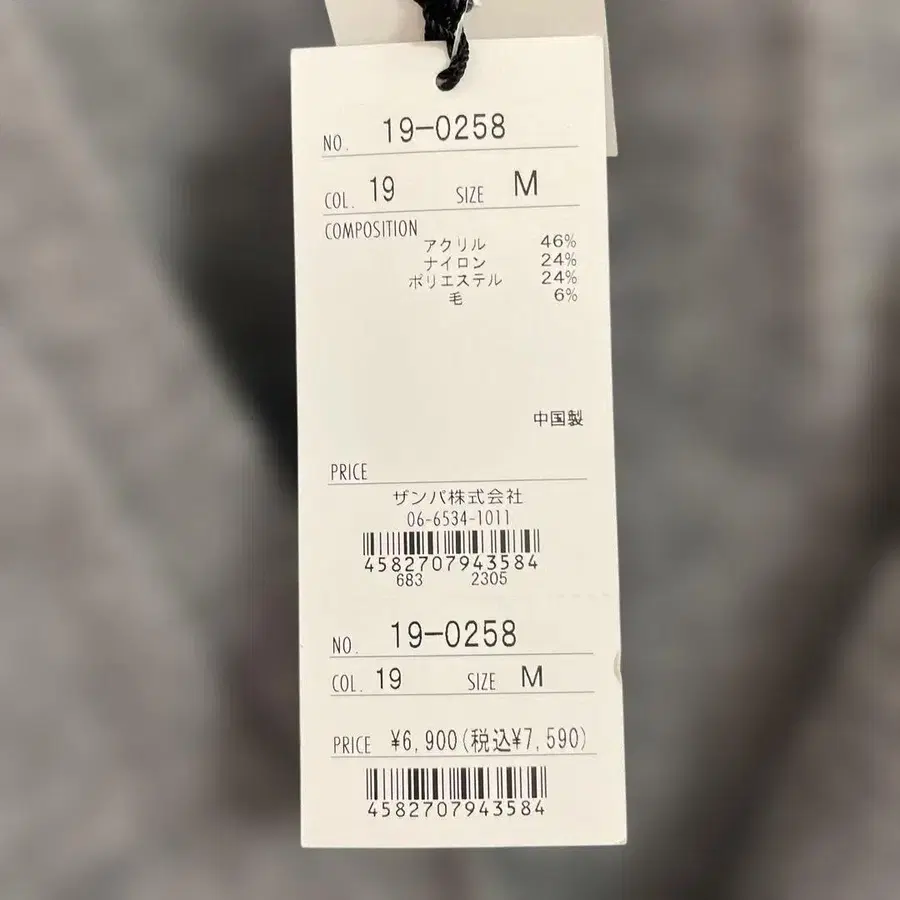 NO. 19-0258
COL. 19 SIZE M
COMPOSITION
アクリル 46%
ナイロン 24%
ポリエステル 24%
毛 6%
中国製
PRICE
ザンパ株式会社
06-6534-1011
4582707943584
683 2305
NO. 19-0258
COL. 19 SIZE M
PRICE ¥6,900(税込¥7,590)
4582707943584